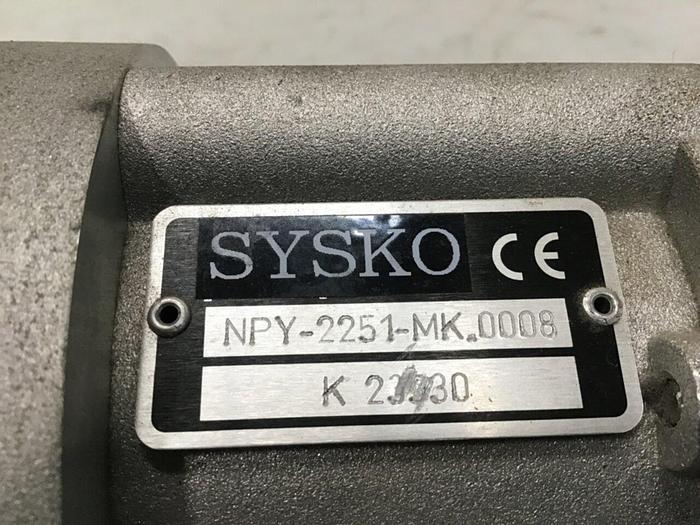 SYSKO CE
NPY-2251-MK.0008
K